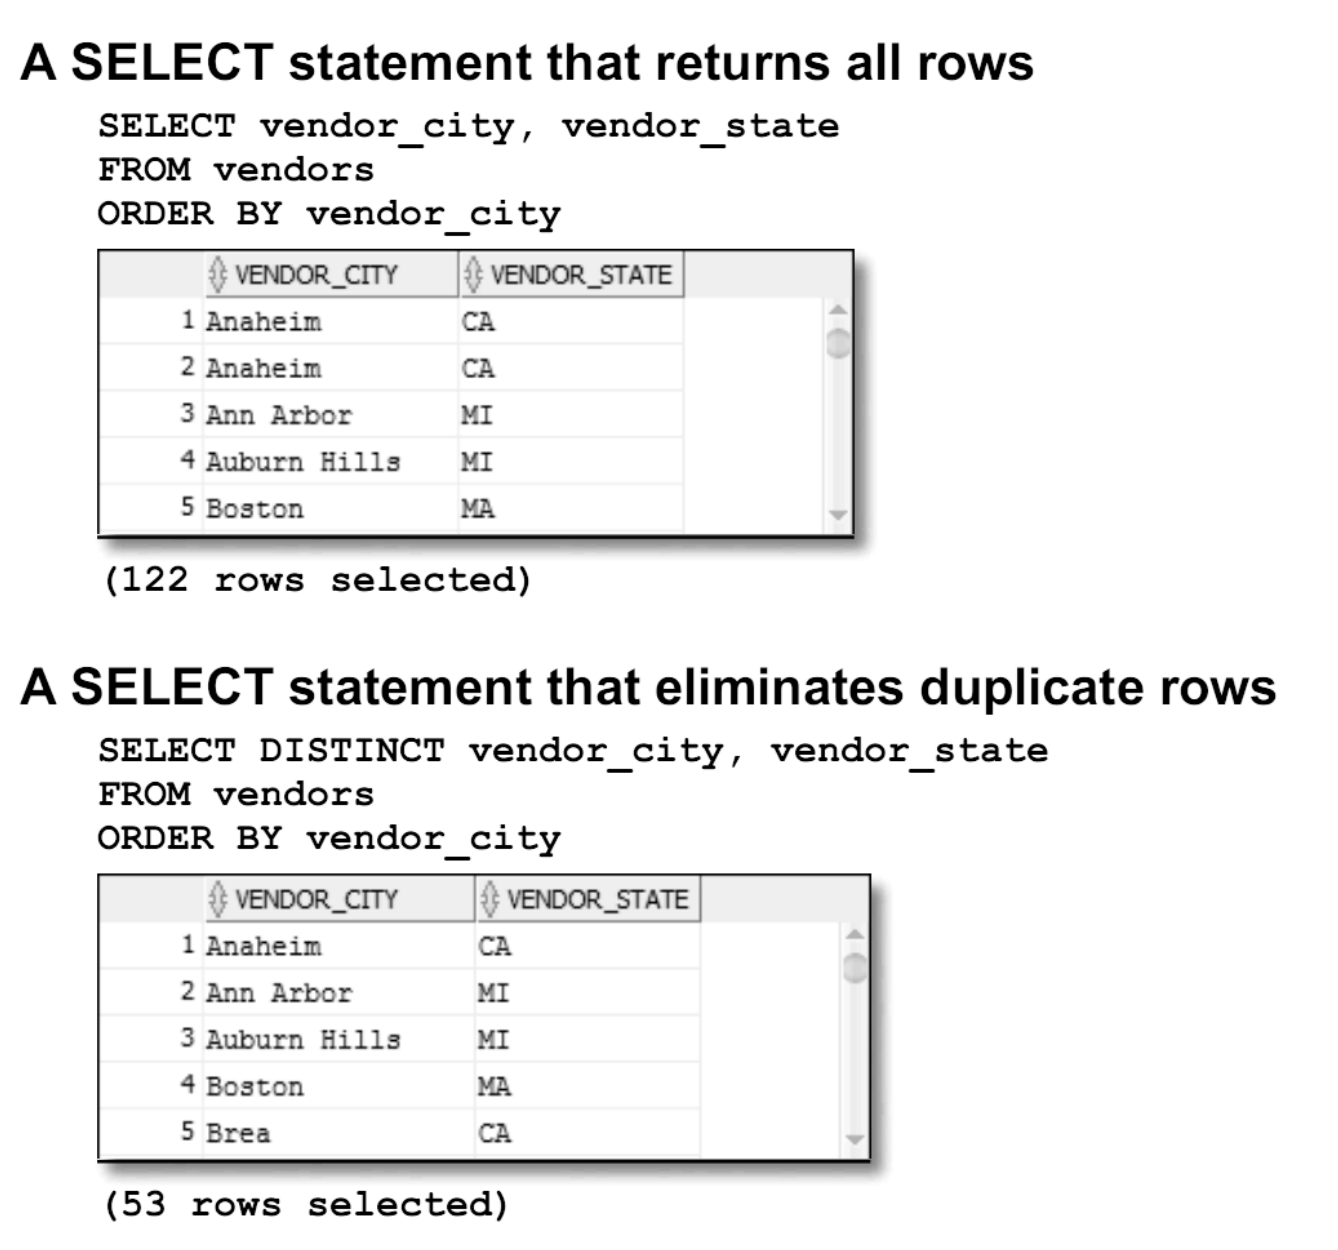 A SELECT statement that returns all rows
SELECT vendor_city, vendor_state
FROM vendors
ORDER BY vendor_city
VENDOR_CITY VENDOR_STATE
1 Anaheim CA
2 Anaheim CA
3 Ann Arbor MI
4 Auburn Hills MI
5 Boston MA
(122 rows selected)
A SELECT statement that eliminates duplicate rows
SELECT DISTINCT vendor_city, vendor_state
FROM vendors
ORDER BY vendor_city
VENDOR_CITY VENDOR_STATE
1 Anaheim CA
2 Ann Arbor MI
3 Auburn Hills MI
4 Boston MA
5 Brea CA
(53 rows selected)